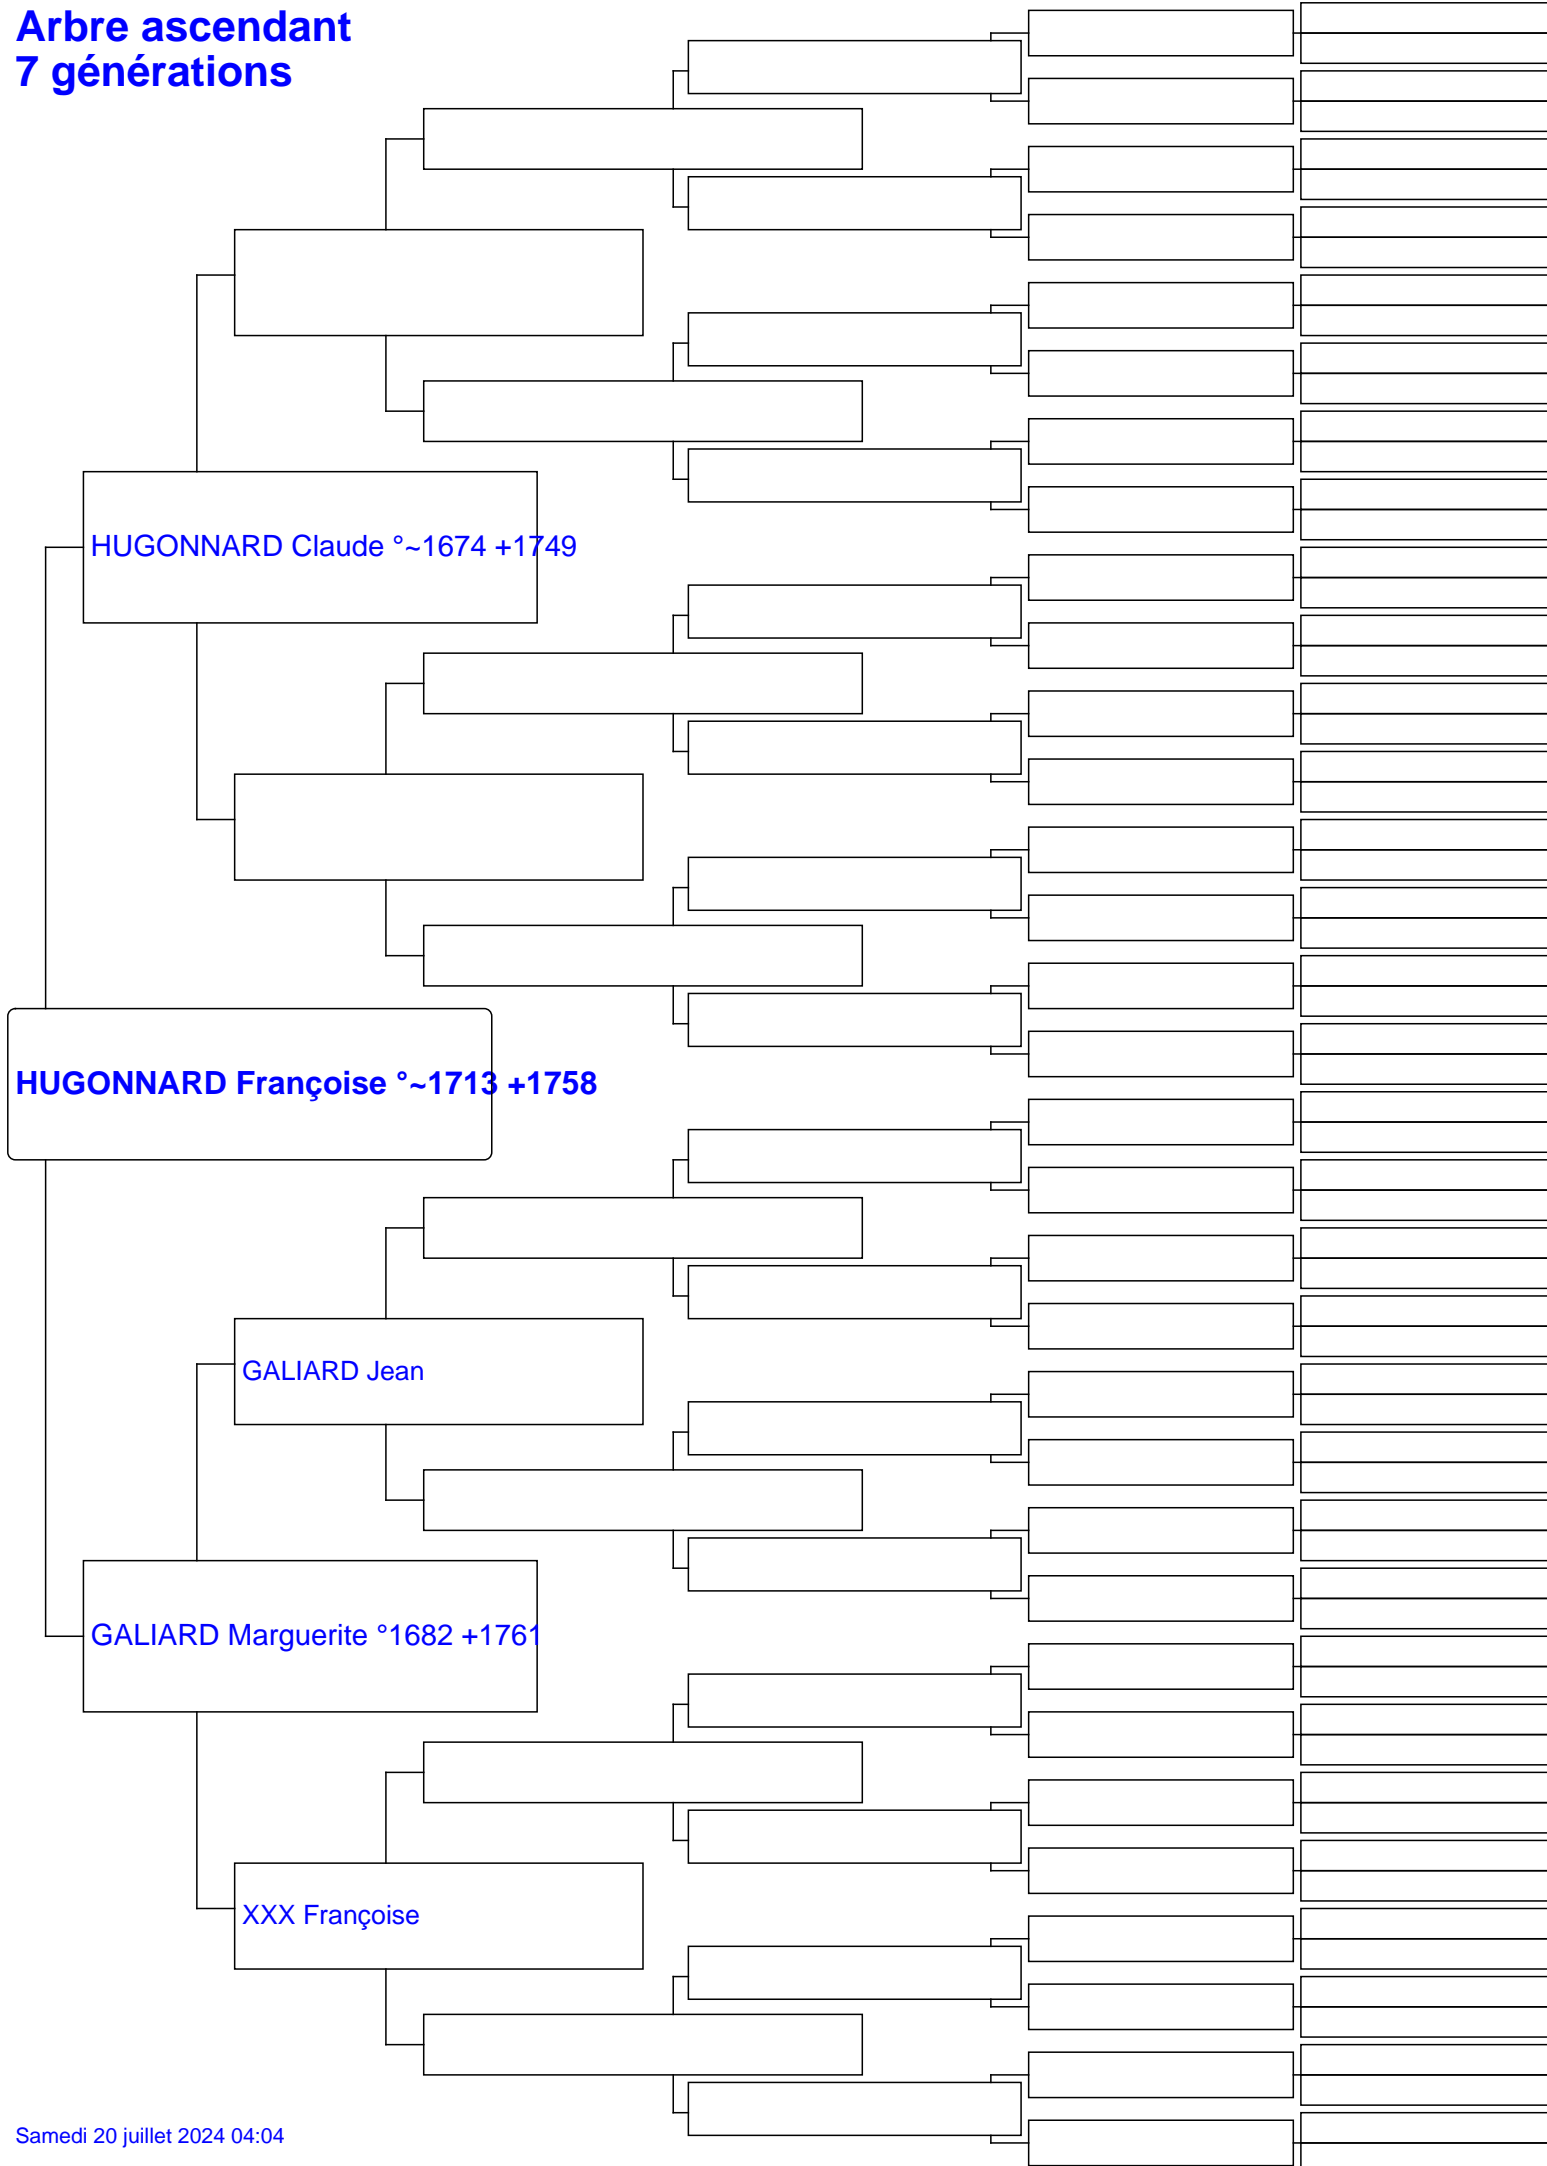 Arbre ascendant
7 générations
HUGONNARD Claude °~1674 +1749
HUGONNARD Françoise °~1713 +1758
GALIARD Jean
GALIARD Marguerite °1682 +1761
XXX Françoise
Samedi 20 juillet 2024 04:04